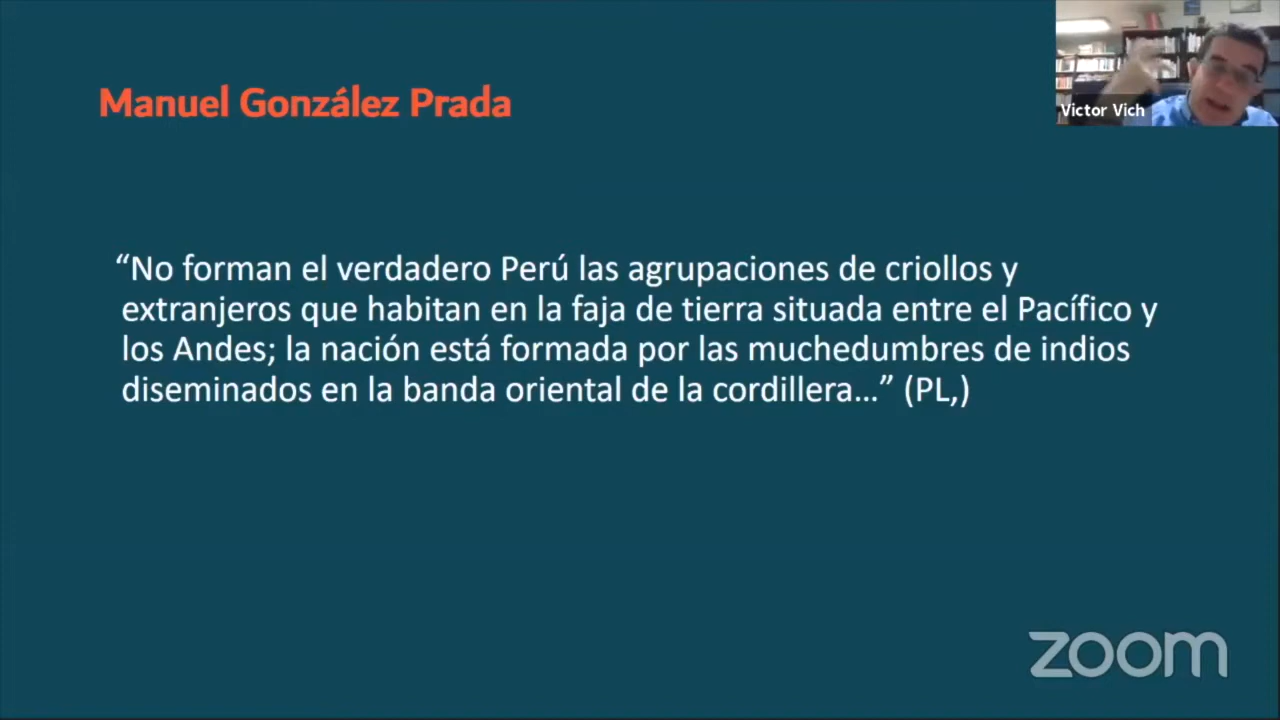 Manuel González Prada
Victor Vich
“No forman el verdadero Perú las agrupaciones de criollos y
extranjeros que habitan en la faja de tierra situada entre el Pacífico y
los Andes; la nación está formada por las muchedumbres de indios
diseminados en la banda oriental de la cordillera…” (PL,)
zoom